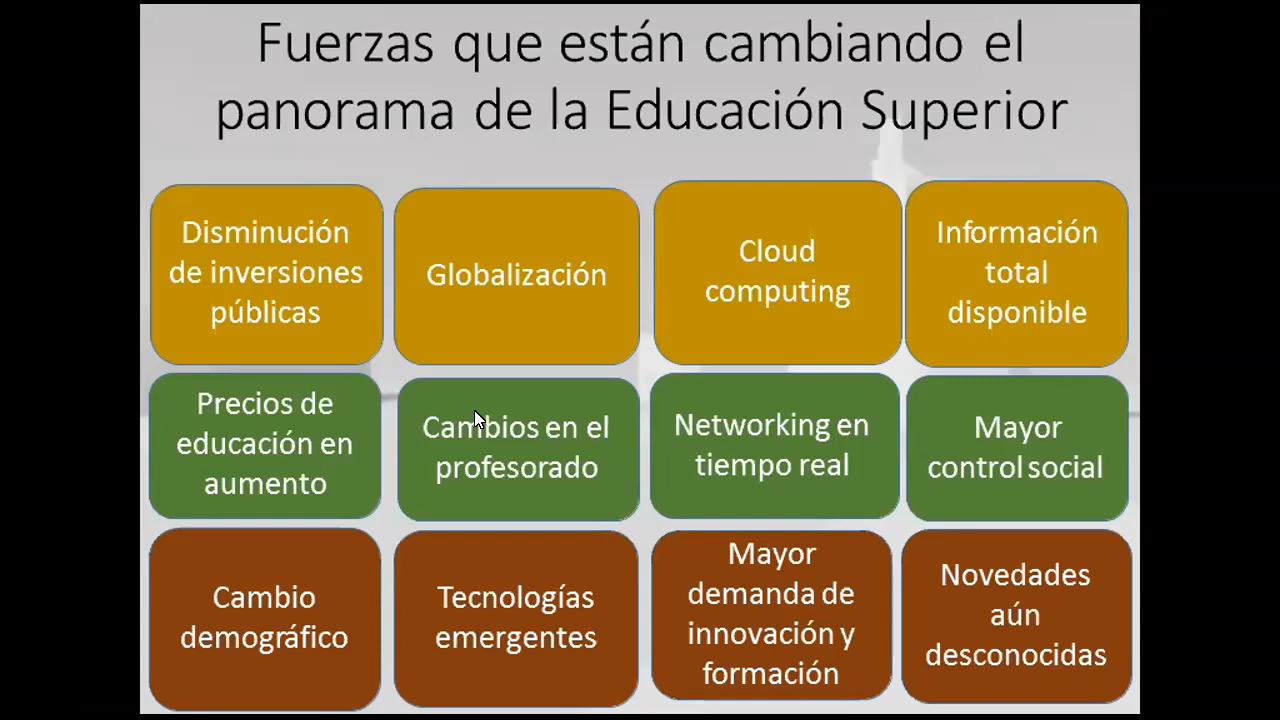 Fuerzas que están cambiando el
panorama de la Educación Superior
Disminución
de inversiones
públicas
Globalización
Cloud
computing
Información
total
disponible
Precios de
educación en
aumento
Cambios en el
profesorado
Networking en
tiempo real
Mayor
control social
Cambio
demográfico
Tecnologías
emergentes
Mayor
demanda de
innovación y
formación
Novedades
aún
desconocidas